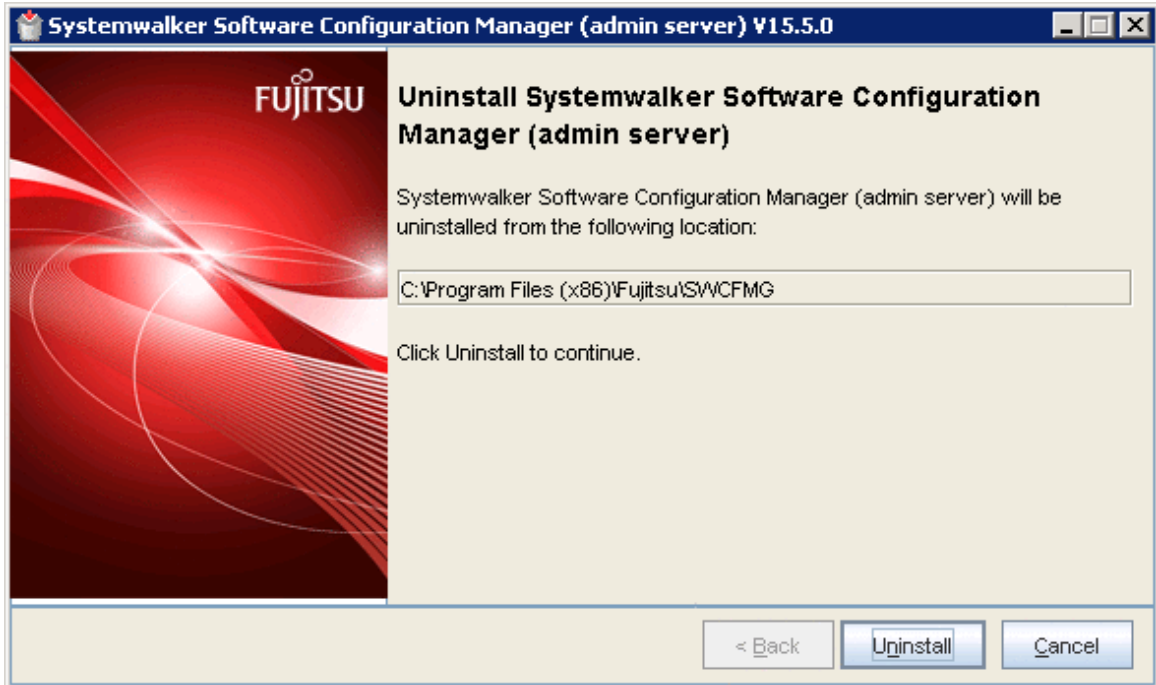 Systemwalker Software Configuration Manager (admin server) V15.5.0
FUJITSU
Uninstall Systemwalker Software Configuration
Manager (admin server)
Systemwalker Software Configuration Manager (admin server) will be
uninstalled from the following location:
C:\Program Files (x86)\Fujitsu\SWCFMG
Click Uninstall to continue.
< Back
Uninstall
Cancel